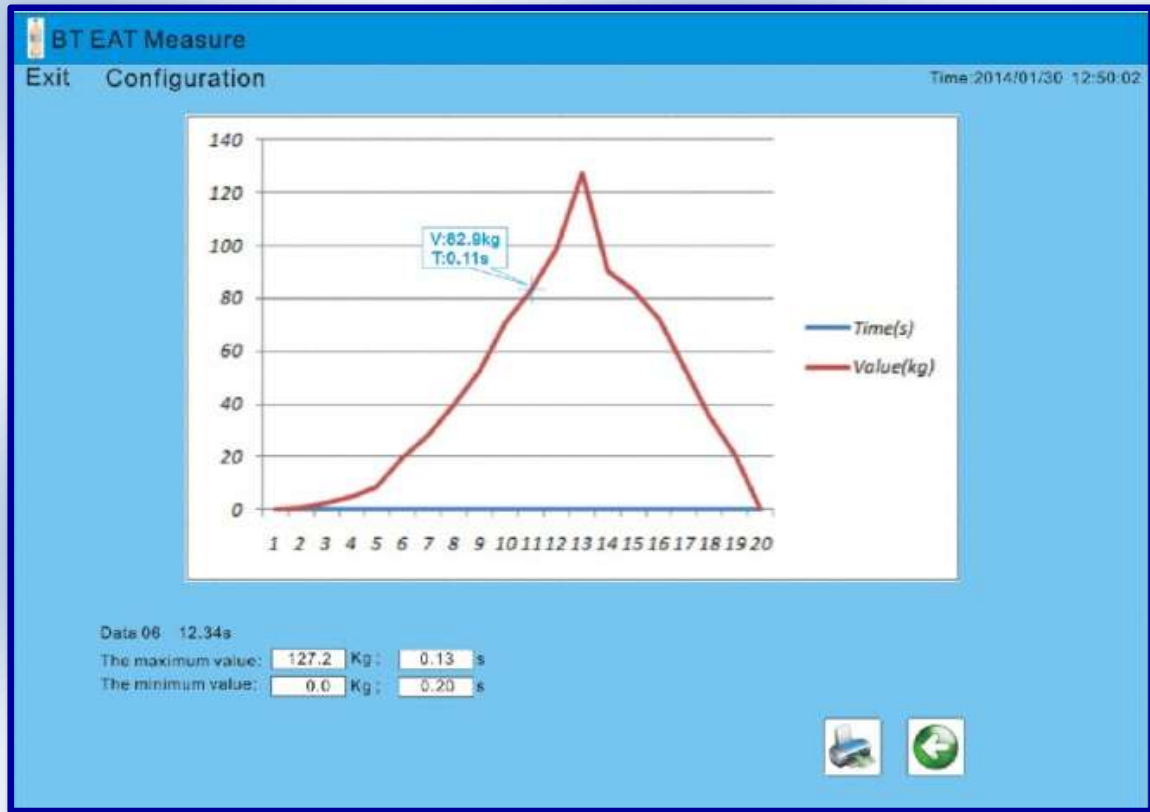 BT EAT Measure
Exit Configuration
Time:2014/01/30 12:50:02
140
120
100
80
60
40
20
0
V:82.9kg
T:0.11s
Time(s)
Value(kg)
1 2 3 4 5 6 7 8 9 10 11 12 13 14 15 16 17 18 19 20
Data 06 12.34s
The maximum value: 127.2 Kg; 0.13 s
The minimum value: 0.0 Kg; 0.20 s